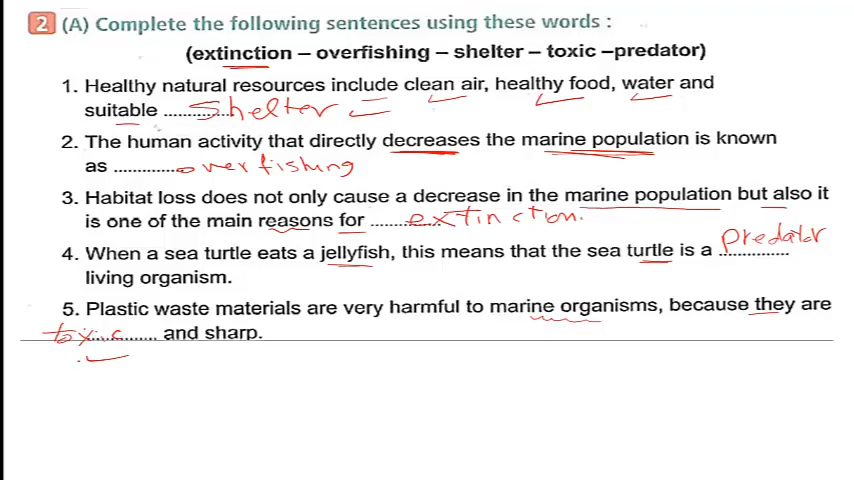 2 (A) Complete the following sentences using these words :
(extinction – overfishing – shelter – toxic –predator)
1. Healthy natural resources include clean air, healthy food, water and
suitable .............. shelter
2. The human activity that directly decreases the marine population is known
as .............. overfishing
3. Habitat loss does not only cause a decrease in the marine population but also it
is one of the main reasons for .............. extinction.
4. When a sea turtle eats a jellyfish, this means that the sea turtle is a .............. predator
living organism.
5. Plastic waste materials are very harmful to marine organisms, because they are
toxic .............. and sharp.